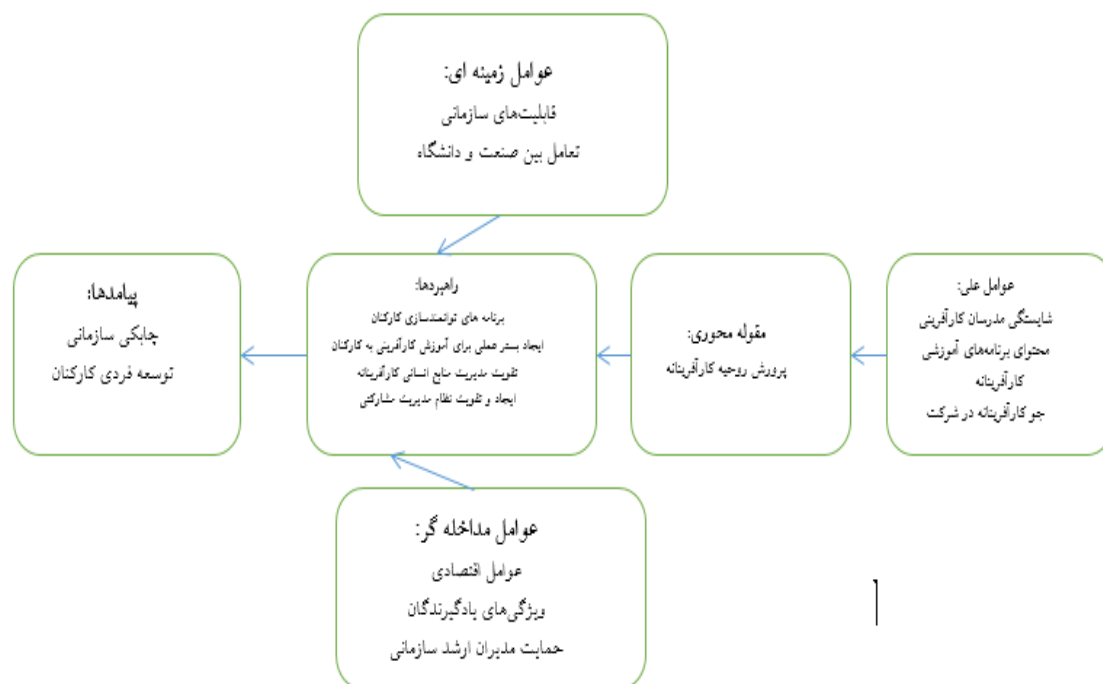 عوامل زمینه ای:
قابلیت‌های سازمانی
تعامل بین صنعت و دانشگاه
عوامل علی:
شایستگی مدرسان کارآفرینی
محتوای برنامه‌های آموزشی
کارآفرینانه
جو کارآفرینانه در شرکت
مقوله محوری:
پرورش روحیه کارآفرینانه
راهبردها:
برنامه های توانمندسازی کارکنان
ایجاد بستر عملی برای آموزش کارآفرینی به کارکنان
تقویت مدیریت منابع انسانی کارآفرینانه
ایجاد و تقویت نظام مدیریت مشارکتی
پیامدها:
چابکی سازمانی
توسعه فردی کارکنان
عوامل مداخله گر:
عوامل اقتصادی
ویژگی‌های یادگیرندگان
حمایت مدیران ارشد سازمانی